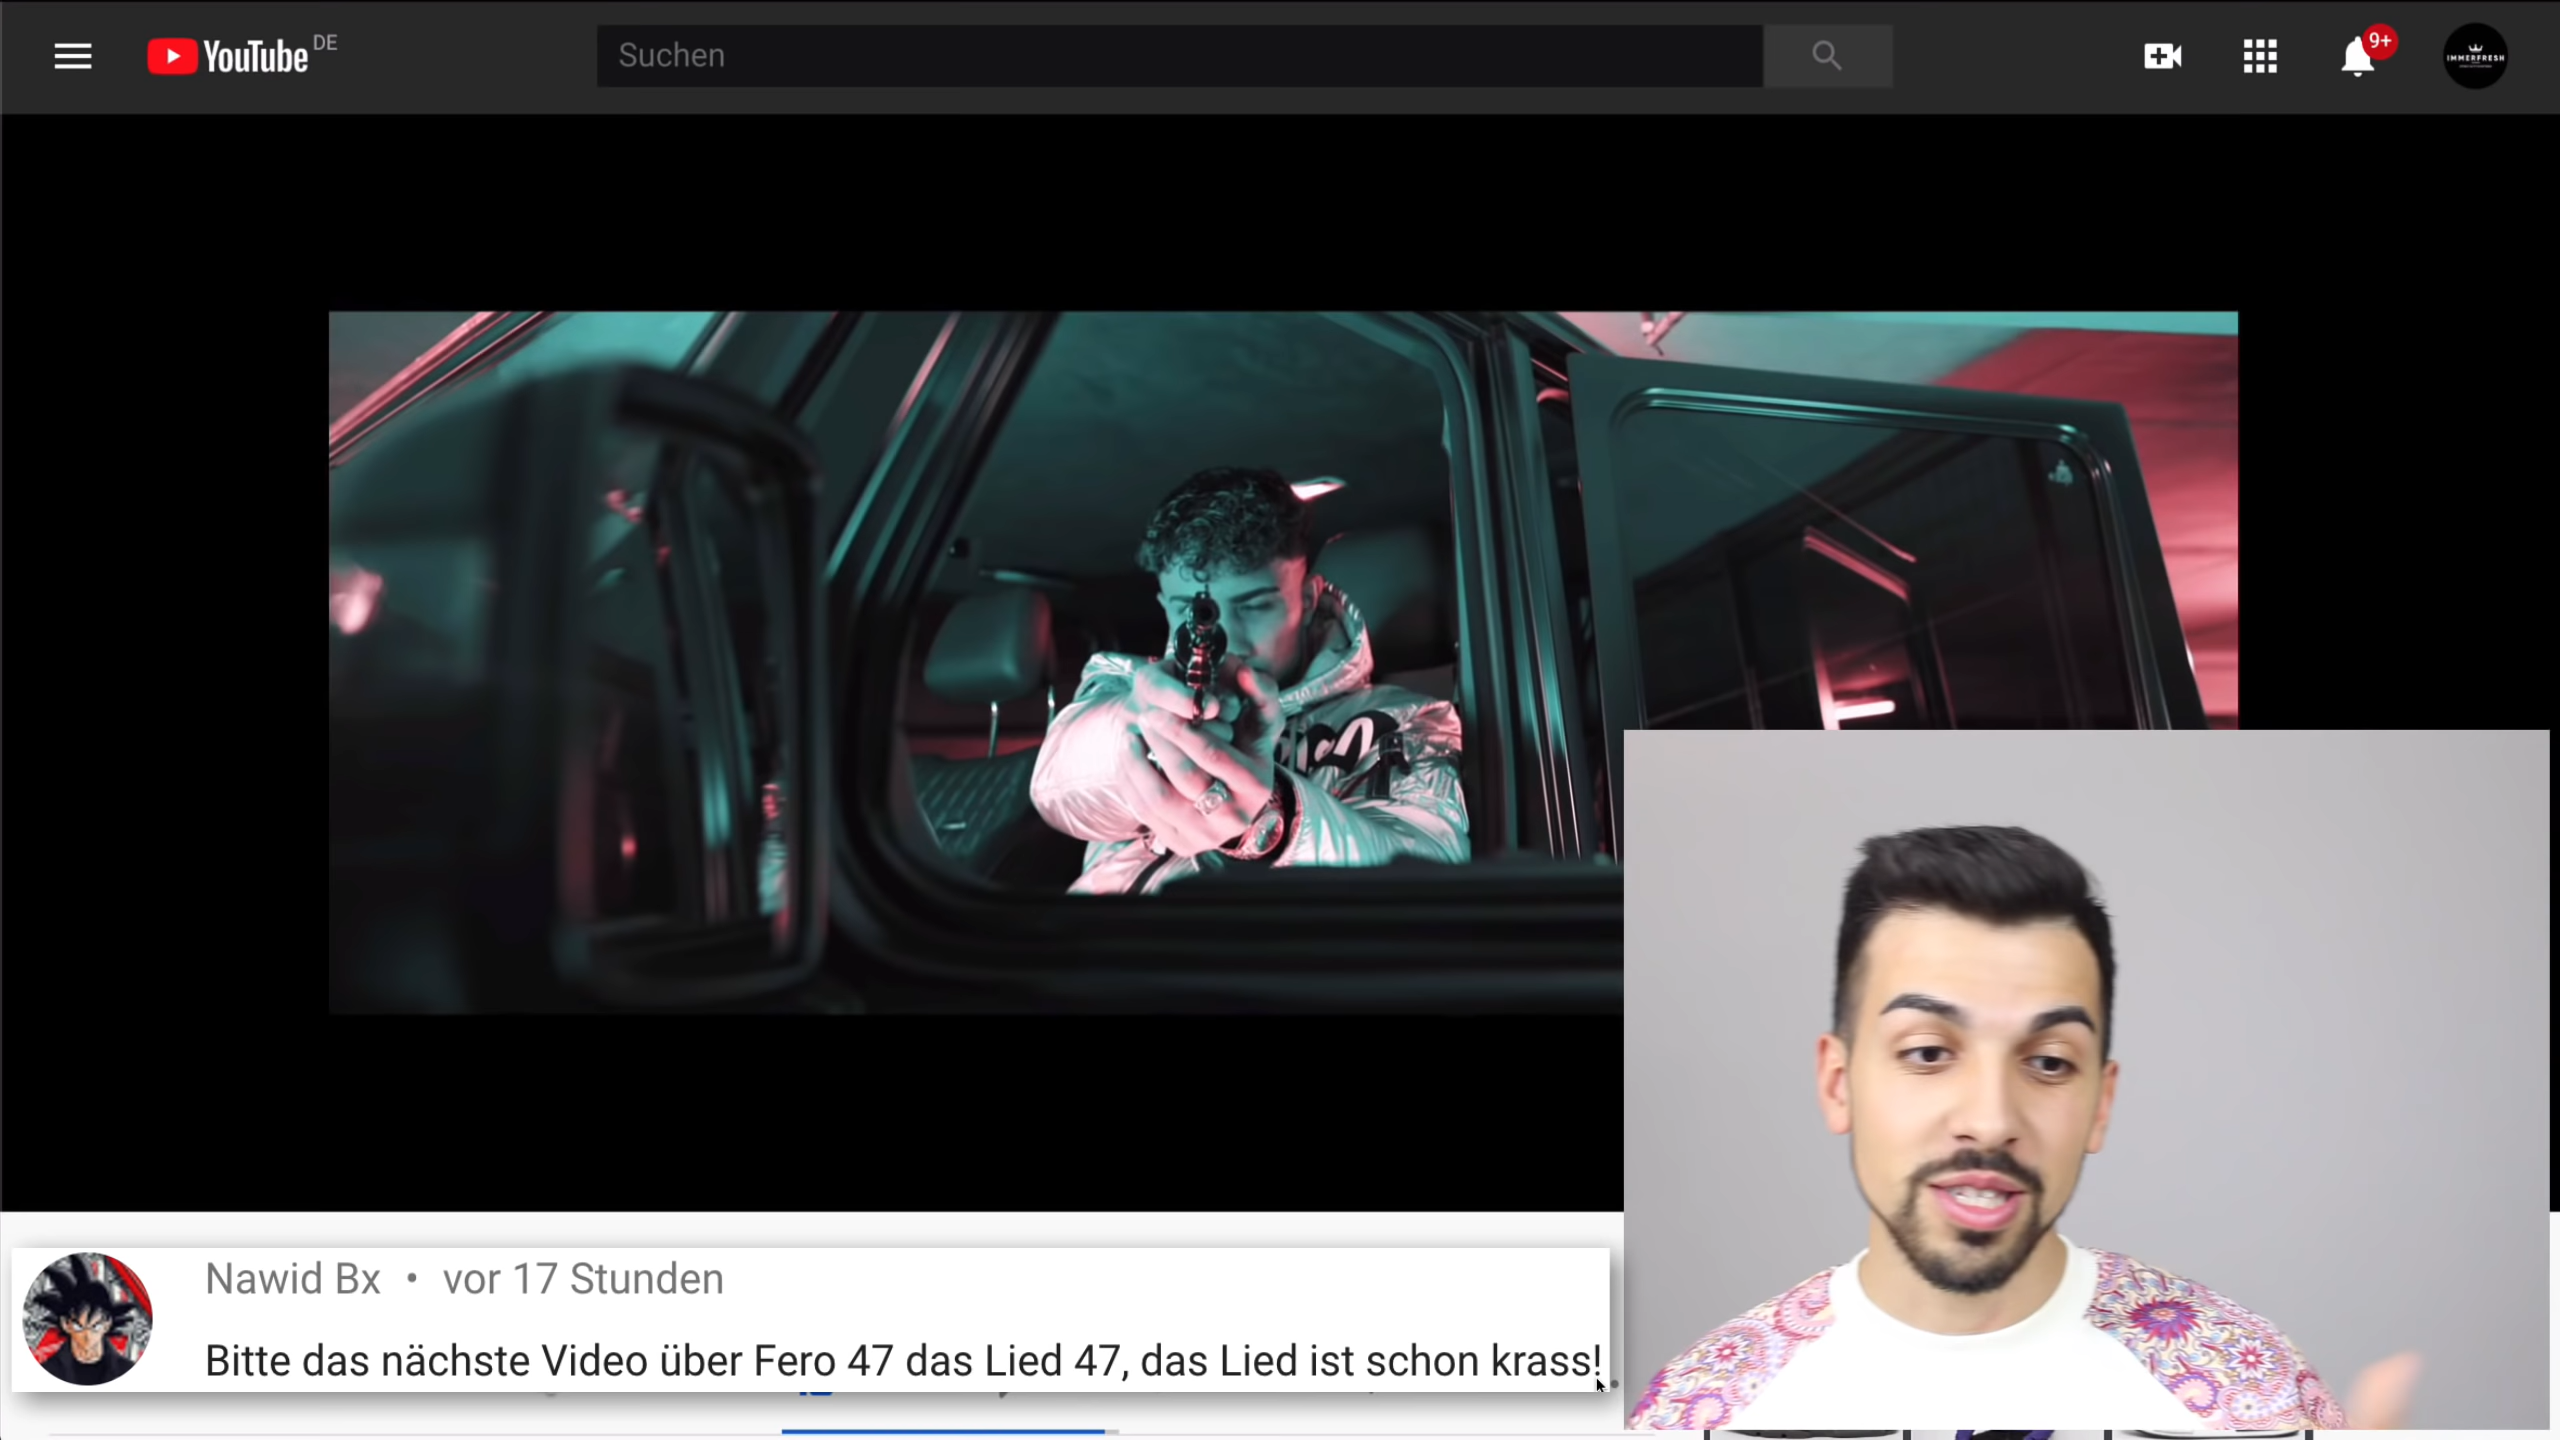 YouTube DE
Suchen
9+
IMMERFRESH
Nawid Bx • vor 17 Stunden
Bitte das nächste Video über Fero 47 das Lied 47, das Lied ist schon krass!